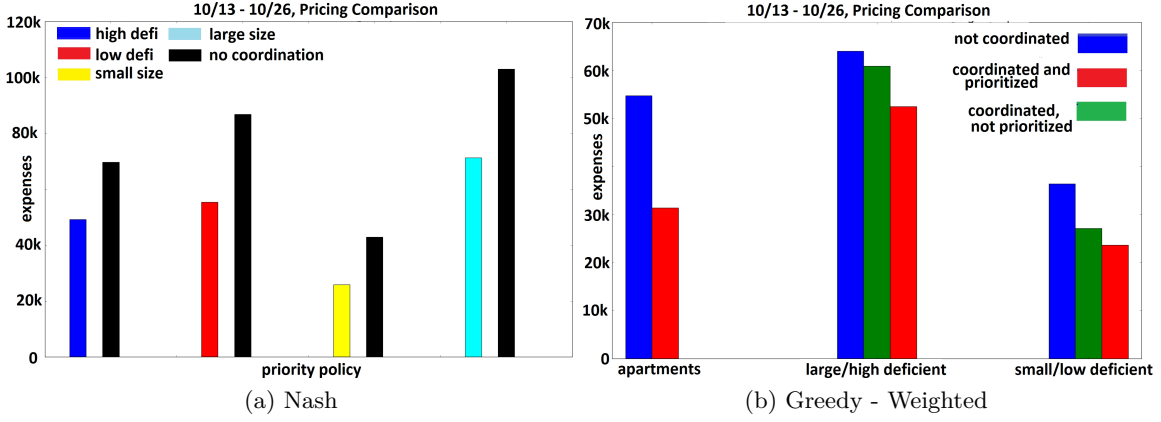 10/13 - 10/26, Pricing Comparison
120k
100k
80k
40k
20k
0
expenses
high defi
low defi
small size
large size
no coordination
priority policy
(a) Nash
10/13 - 10/26, Pricing Comparison
70k
60k
50k
30k
20k
10k
0
expenses
not coordinated
coordinated and
prioritized
coordinated,
not prioritized
apartments
large/high deficient
small/low deficient
(b) Greedy - Weighted